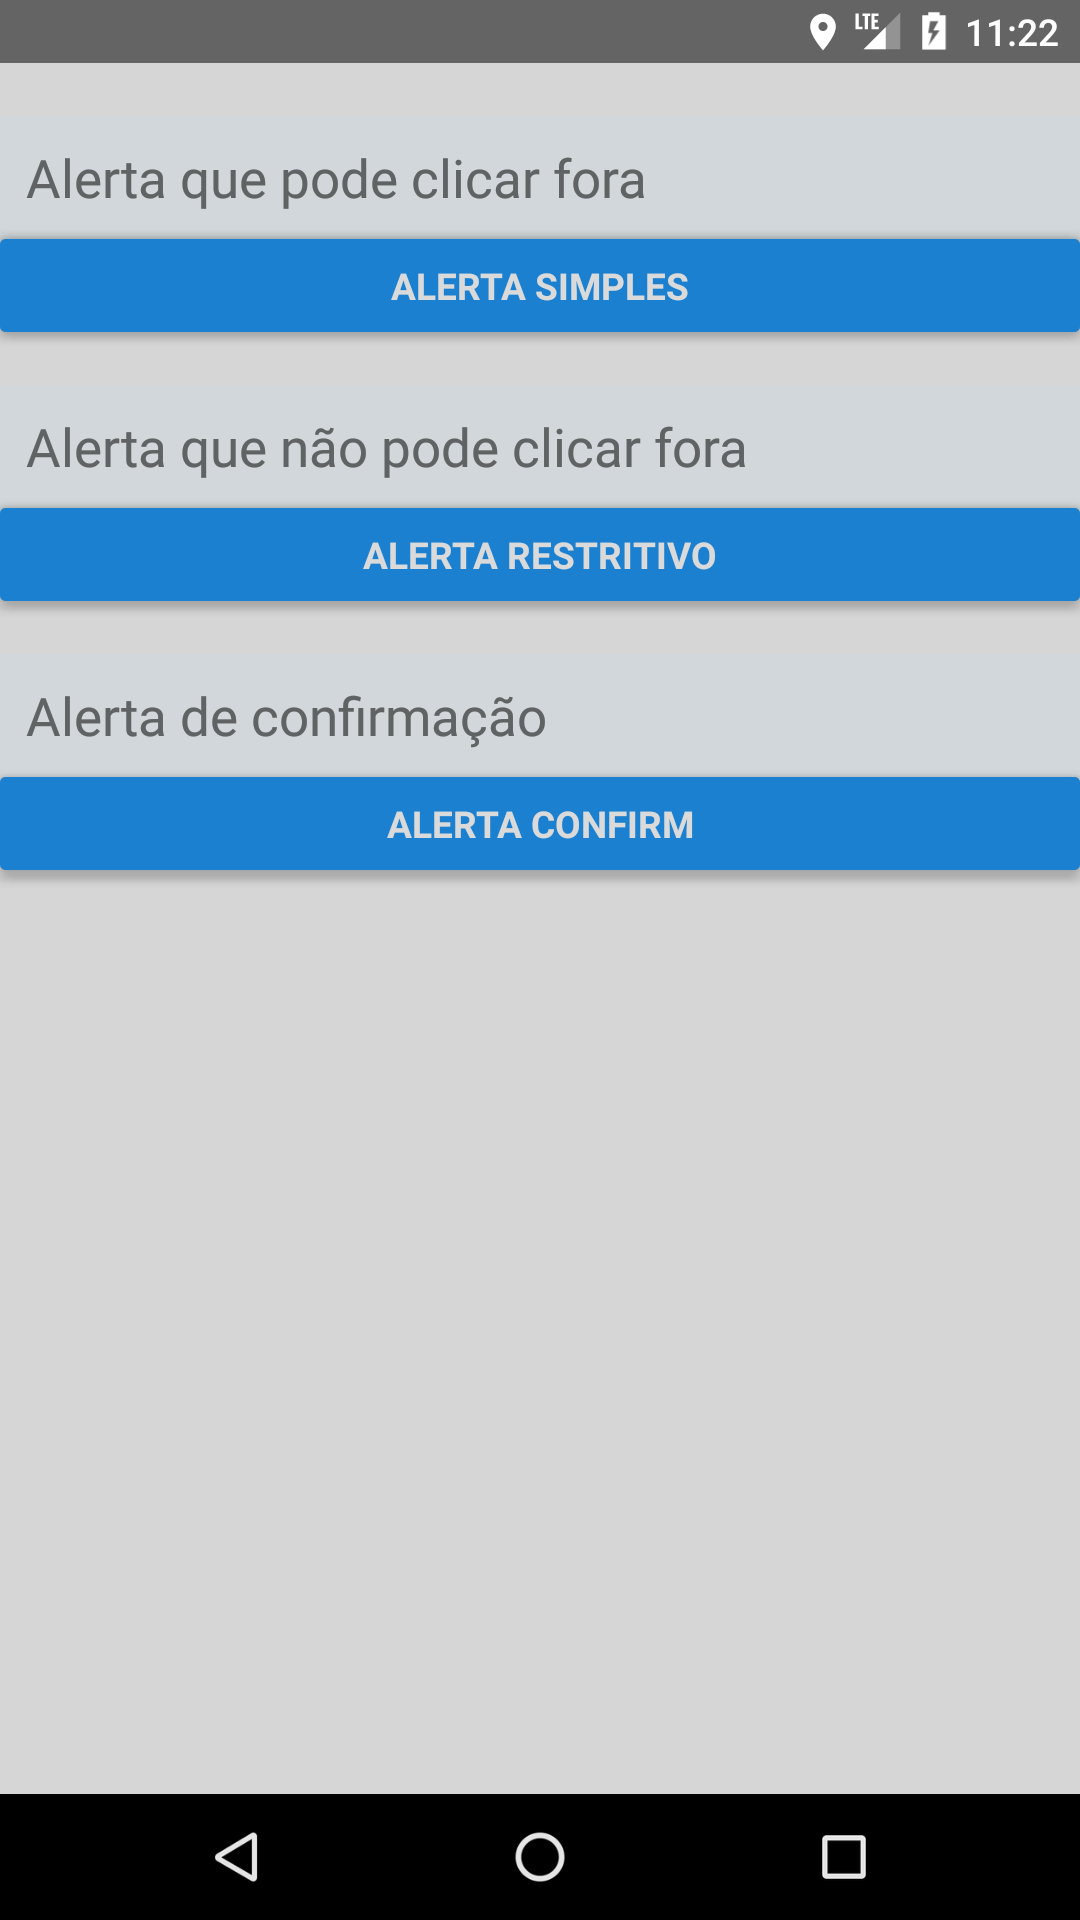 LTE 11:22
Alerta que pode clicar fora
ALERTA SIMPLES
Alerta que não pode clicar fora
ALERTA RESTRITIVO
Alerta de confirmação
ALERTA CONFIRM